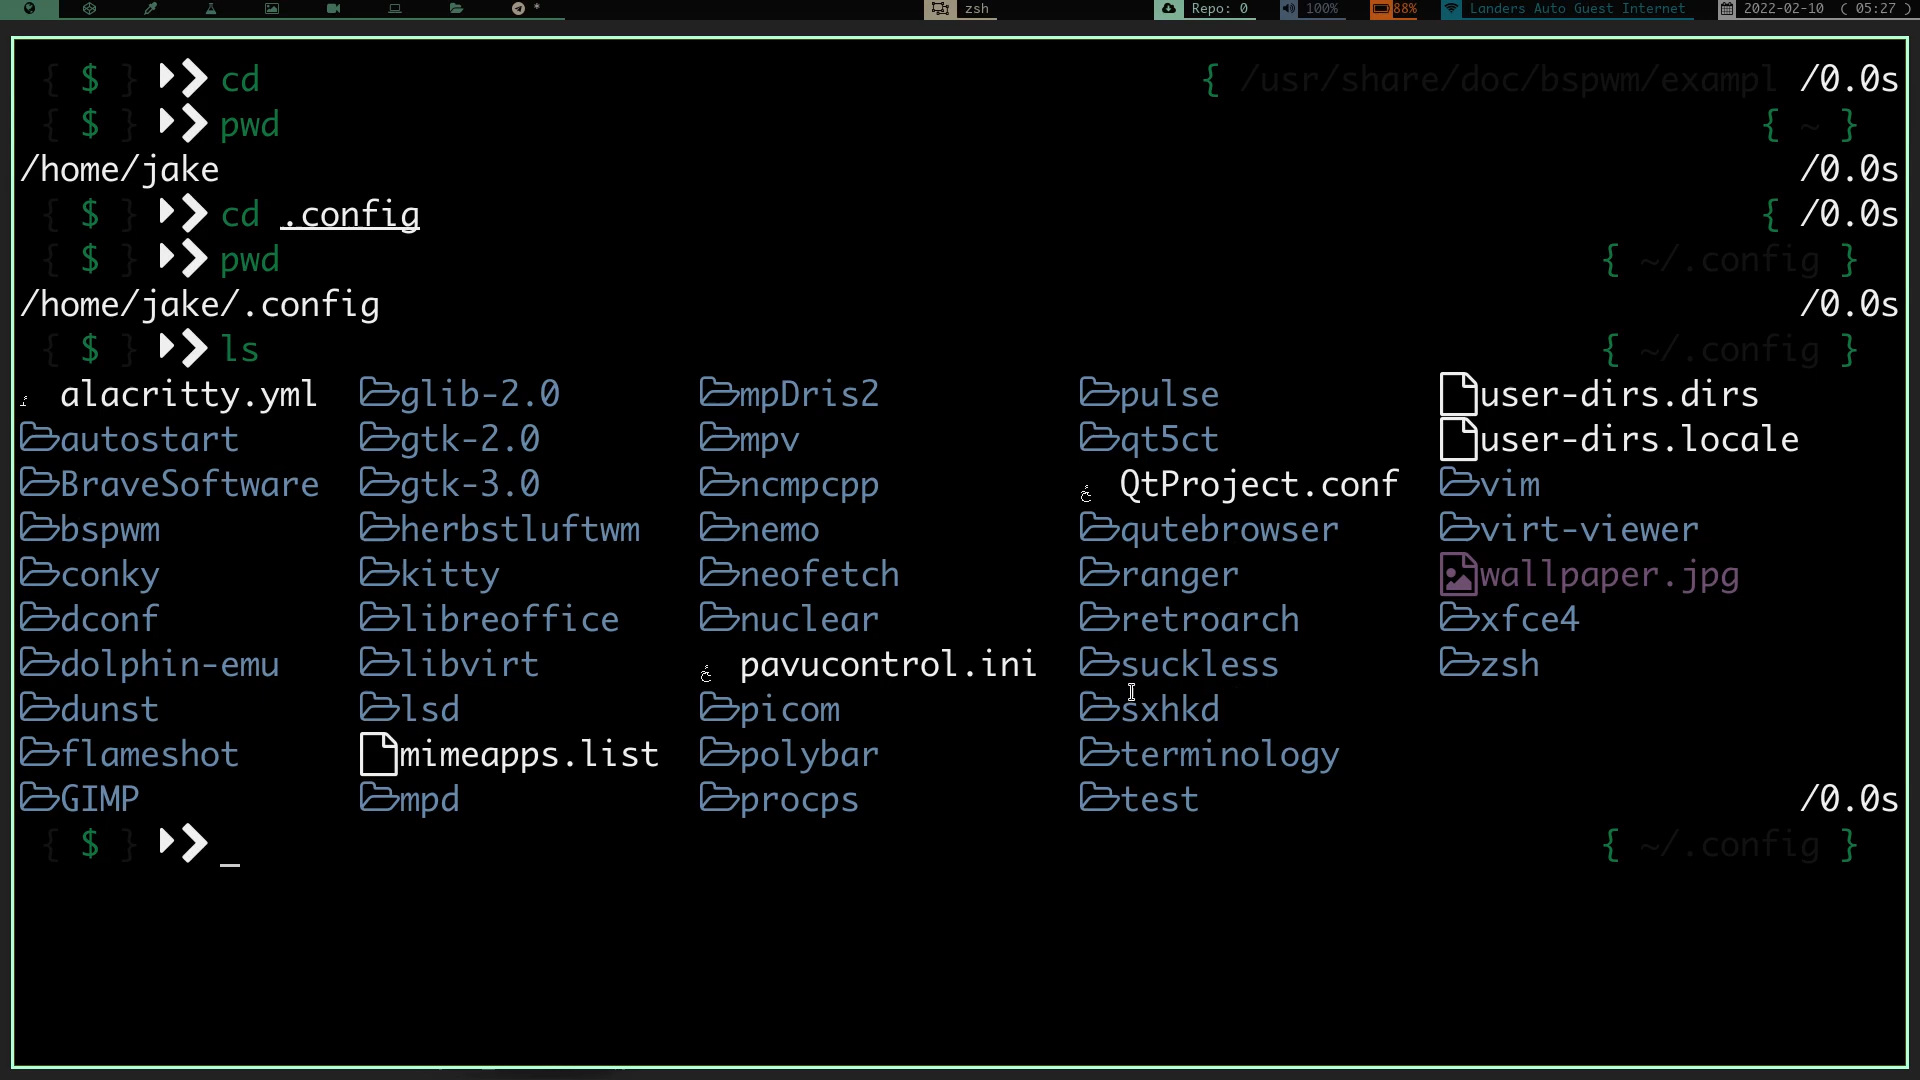 * zsh Repo: 0 100% 88% Landers Auto Guest Internet 2022-02-10 ( 05:27 )
{ $ } cd { /usr/share/doc/bspwm/exampl /0.0s
{ $ } pwd { ~ }
/home/jake /0.0s
{ $ } cd .config { /0.0s
{ $ } pwd { ~/.config }
/home/jake/.config /0.0s
{ $ } ls { ~/.config }
alacritty.yml glib-2.0 mpDris2 pulse user-dirs.dirs
autostart gtk-2.0 mpv qt5ct user-dirs.locale
BraveSoftware gtk-3.0 ncmpcpp QtProject.conf vim
bspwm herbstluftwm nemo qutebrowser virt-viewer
conky kitty neofetch ranger wallpaper.jpg
dconf libreoffice nuclear retroarch xfce4
dolphin-emu libvirt pavucontrol.ini suckless zsh
dunst lsd picom sxhkd
flameshot mimeapps.list polybar terminology
GIMP mpd procps test /0.0s
{ $ } _ { ~/.config }